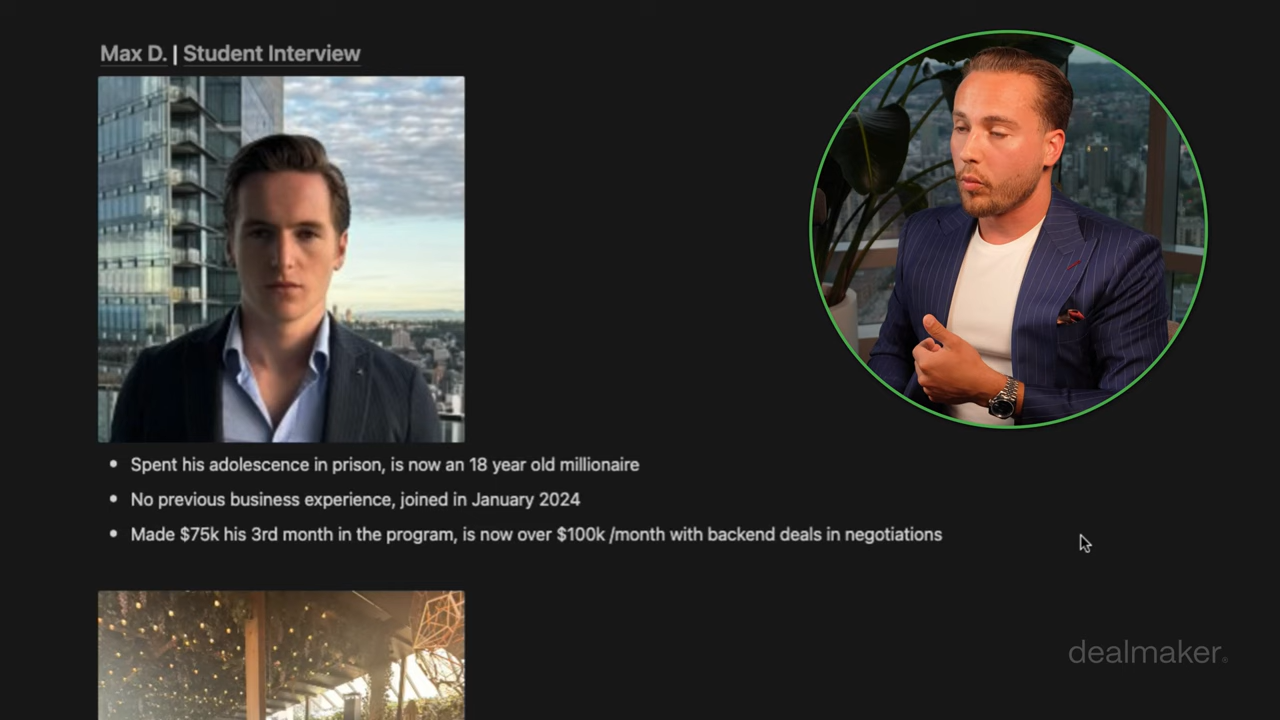 Max D. | Student Interview
• Spent his adolescence in prison, is now an 18 year old millionaire
• No previous business experience, joined in January 2024
• Made $75k his 3rd month in the program, is now over $100k /month with backend deals in negotiations
dealmaker.